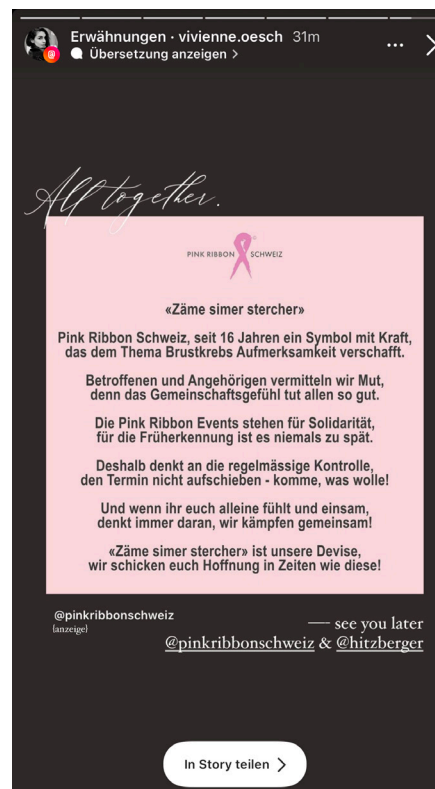 Erwähnungen · vivienne.oesch 31m
Übersetzung anzeigen >
All together.
PINK RIBBON SCHWEIZ
«Zäme simer stercher»
Pink Ribbon Schweiz, seit 16 Jahren ein Symbol mit Kraft,
das dem Thema Brustkrebs Aufmerksamkeit verschafft.
Betroffenen und Angehörigen vermitteln wir Mut,
denn das Gemeinschaftsgefühl tut allen so gut.
Die Pink Ribbon Events stehen für Solidarität,
für die Früherkennung ist es niemals zu spät.
Deshalb denkt an die regelmässige Kontrolle,
den Termin nicht aufschieben - komme, was wolle!
Und wenn ihr euch alleine fühlt und einsam,
denkt immer daran, wir kämpfen gemeinsam!
«Zäme simer stercher» ist unsere Devise,
wir schicken euch Hoffnung in Zeiten wie diese!
@pinkribbonschweiz
{anzeige}
— see you later
@pinkribbonschweiz & @hitzberger
In Story teilen >